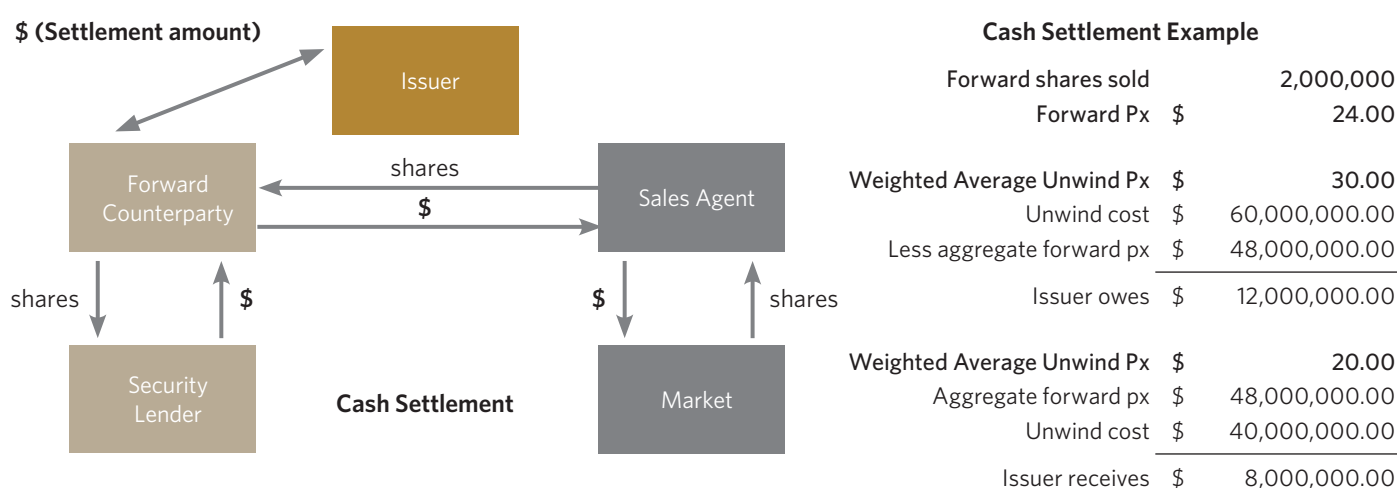 $ (Settlement amount)
Issuer
Forward
Counterparty
shares
$
Sales Agent
shares
$
$
shares
Security
Lender
Cash Settlement
Market
Cash Settlement Example
Forward shares sold 2,000,000
Forward Px $ 24.00
Weighted Average Unwind Px $ 30.00
Unwind cost $ 60,000,000.00
Less aggregate forward px $ 48,000,000.00
Issuer owes $ 12,000,000.00
Weighted Average Unwind Px $ 20.00
Aggregate forward px $ 48,000,000.00
Unwind cost $ 40,000,000.00
Issuer receives $ 8,000,000.00